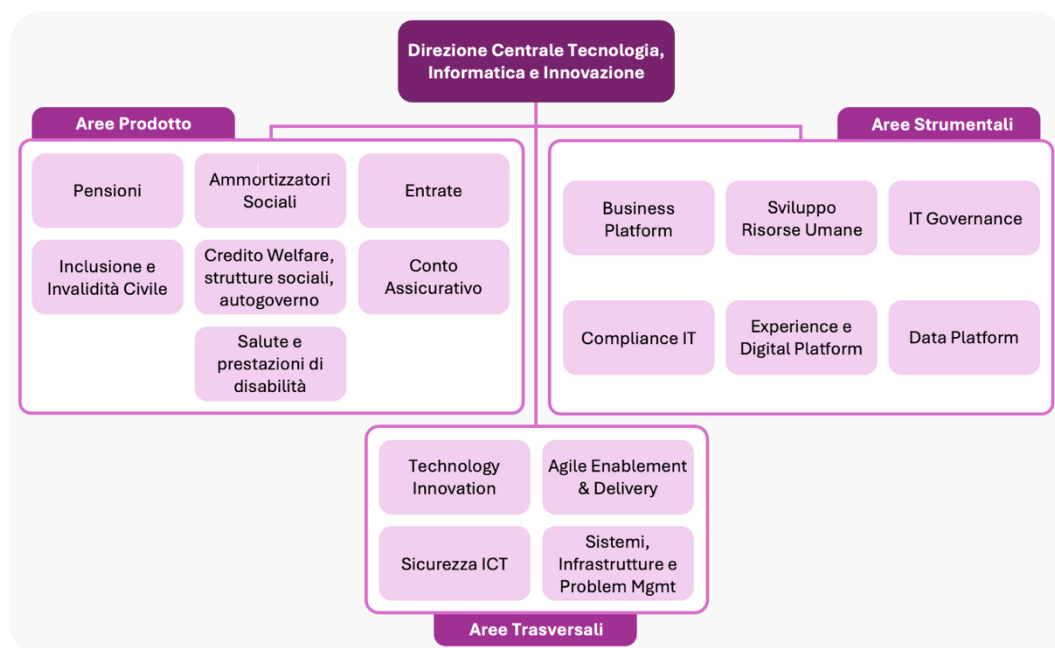 Direzione Centrale Tecnologia,
Informatica e Innovazione
Aree Prodotto
Pensioni
Ammortizzatori
Sociali
Entrate
Inclusione e
Invalidità Civile
Credito Welfare,
strutture sociali,
autogoverno
Conto
Assicurativo
Salute e
prestazioni di
disabilità
Aree Strumentali
Business
Platform
Sviluppo
Risorse Umane
IT Governance
Compliance IT
Experience e
Digital Platform
Data Platform
Technology
Innovation
Agile Enablement
& Delivery
Sicurezza ICT
Sistemi,
Infrastrutture e
Problem Mgmt
Aree Trasversali